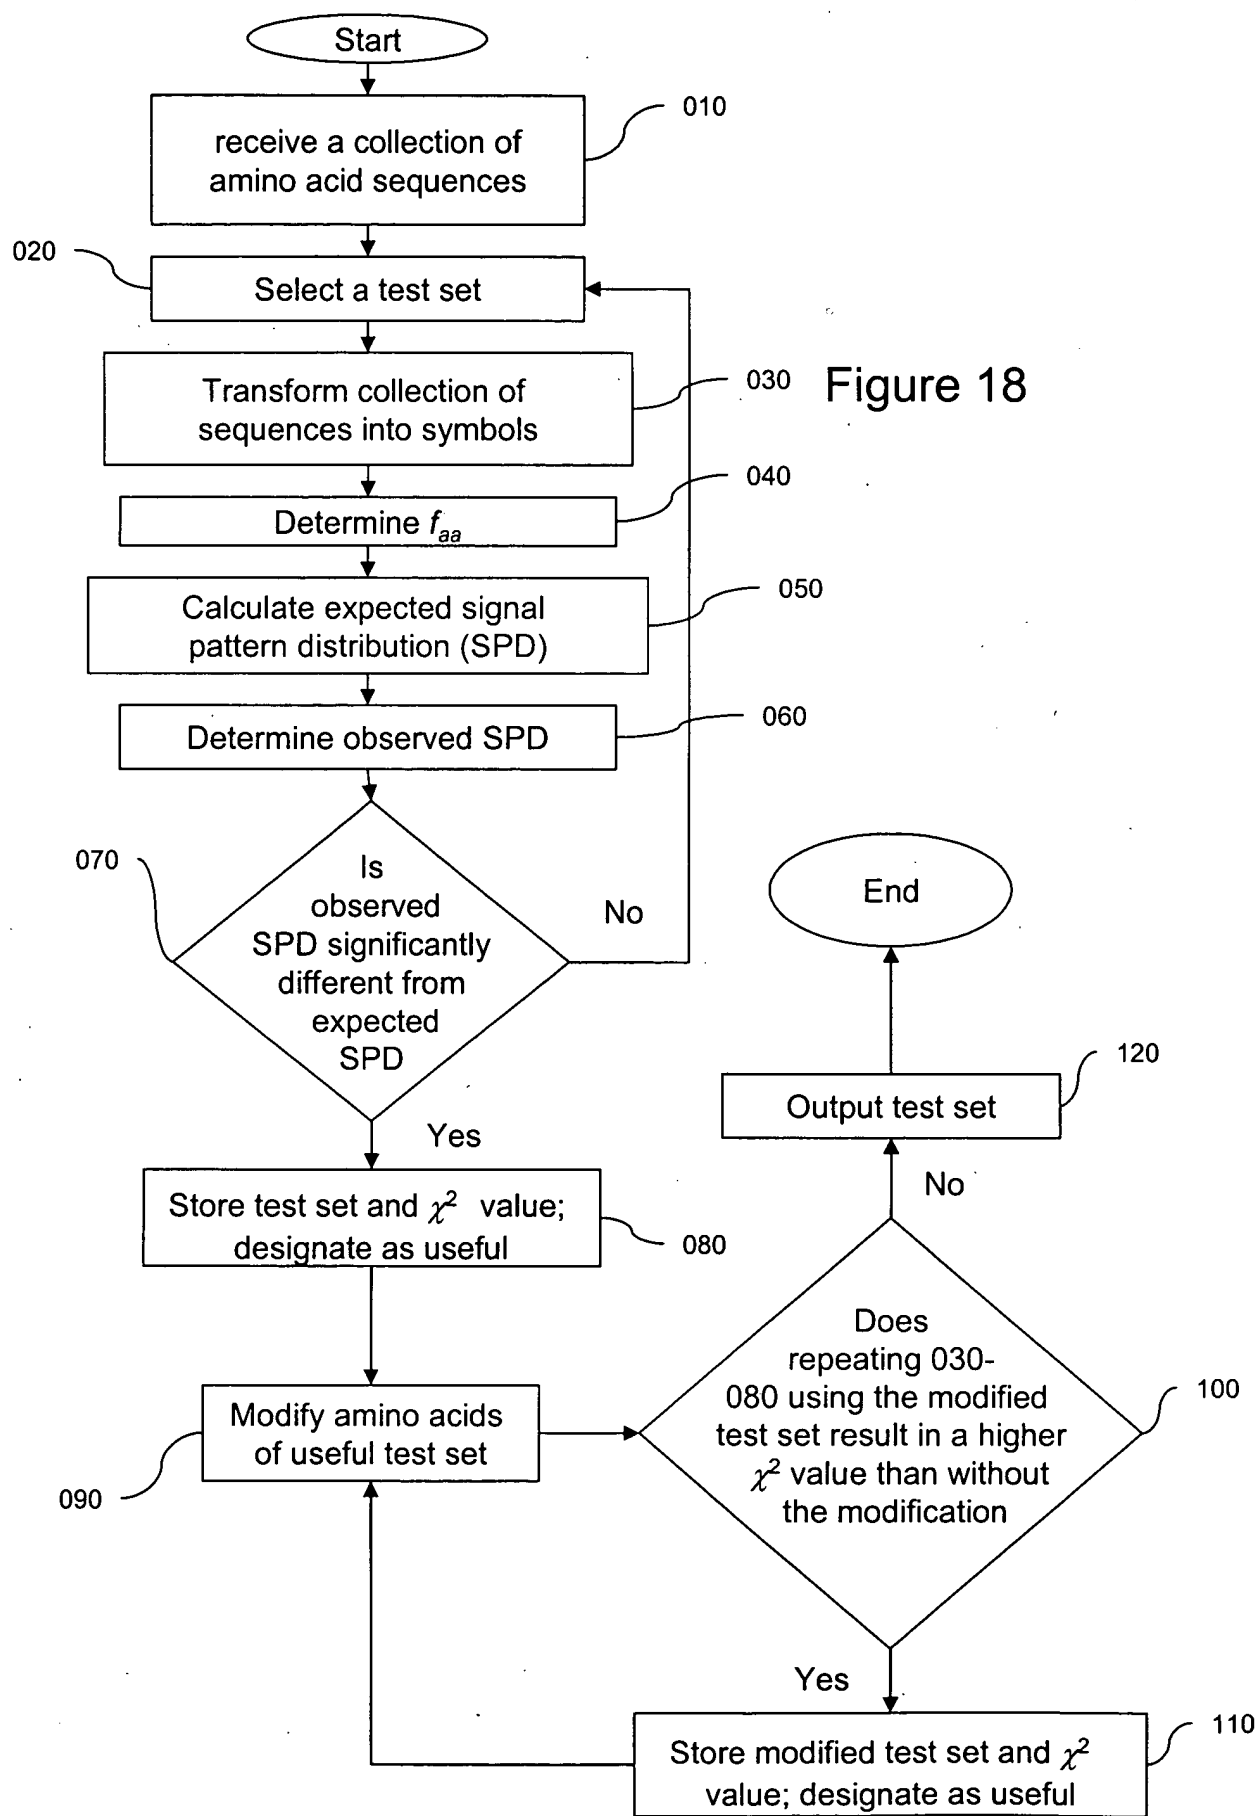 Start
010
receive a collection of
amino acid sequences
020
Select a test set
030
Transform collection of
sequences into symbols
Figure 18
040
Determine f_aa
050
Calculate expected signal
pattern distribution (SPD)
060
Determine observed SPD
070
Is
observed
SPD significantly
different from
expected
SPD
No
End
120
Output test set
Yes
No
Store test set and χ² value;
designate as useful
080
Does
repeating 030-
080 using the modified
test set result in a higher
χ² value than without
the modification
100
Modify amino acids
of useful test set
090
Yes
110
Store modified test set and χ²
value; designate as useful